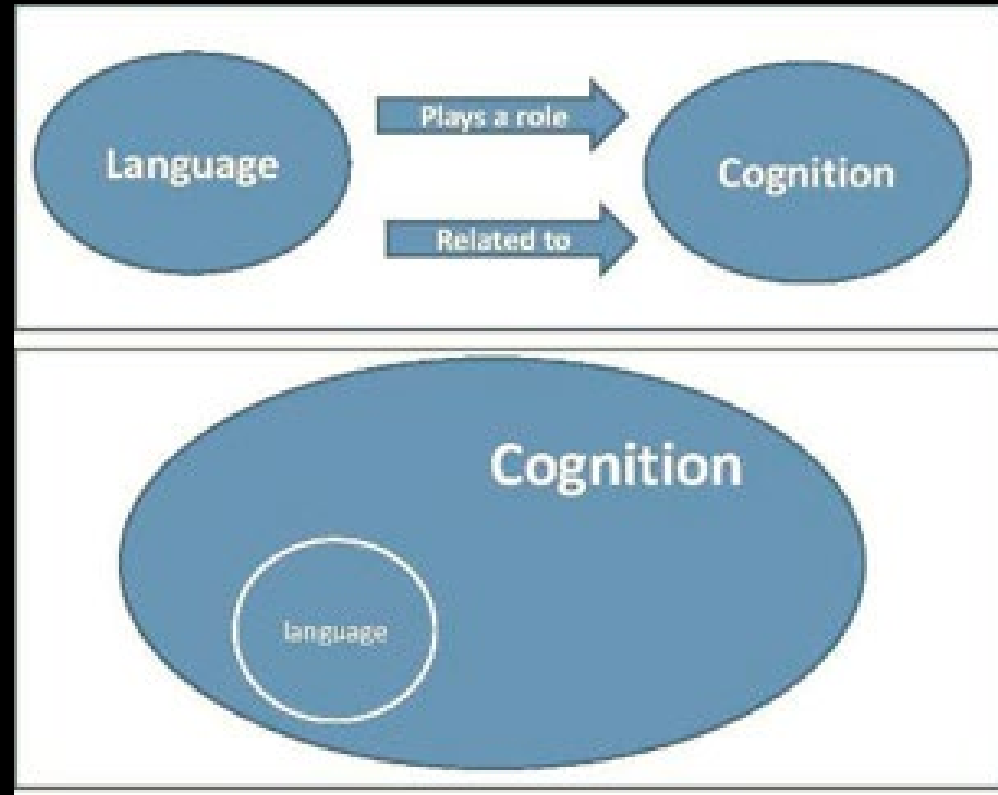 Language
Plays a role
Cognition
Related to
Cognition
language